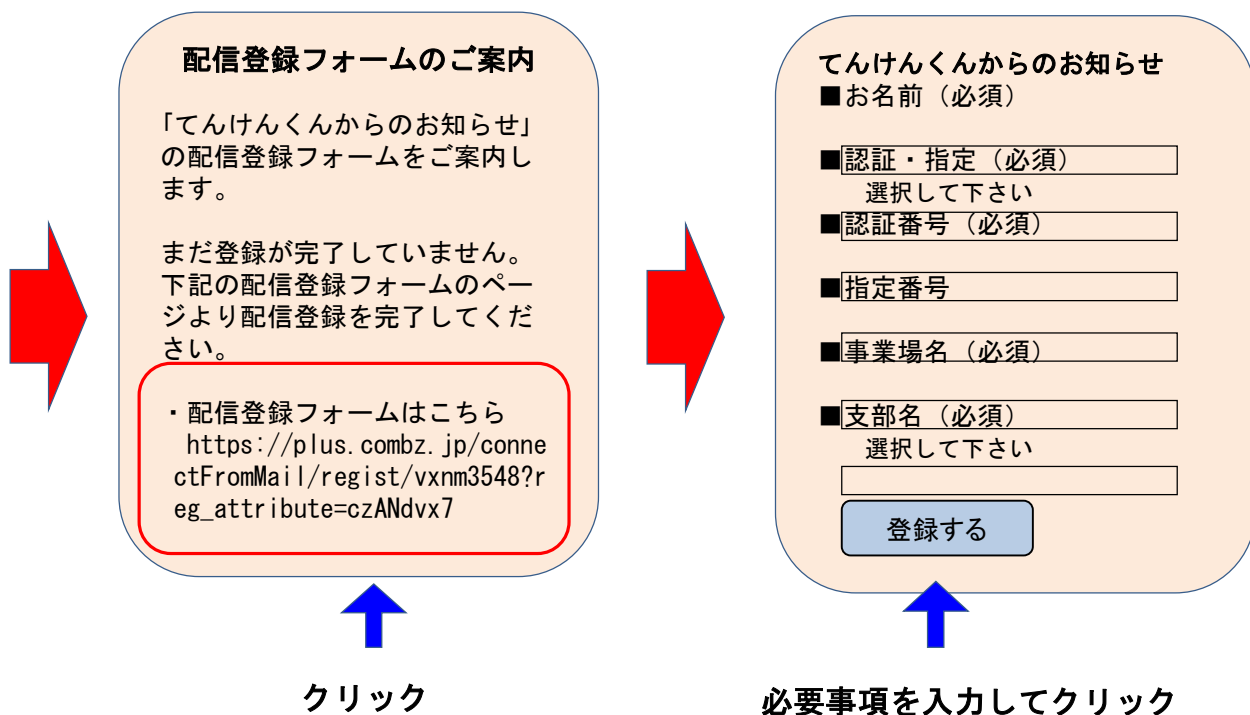 配信登録フォームのご案内
「てんけんくんからのお知らせ」
の配信登録フォームをご案内し
ます。
まだ登録が完了していません。
下記の配信登録フォームのペー
ジより配信登録を完了してくだ
さい。
・配信登録フォームはこちら
https://plus.combz.jp/conne
ctFromMail/regist/vxnm3548?r
eg_attribute=czANdvx7
クリック
てんけんくんからのお知らせ
■お名前（必須）
■認証・指定（必須）
選択して下さい
■認証番号（必須）
■指定番号
■事業場名（必須）
■支部名（必須）
選択して下さい
登録する
必要事項を入力してクリック